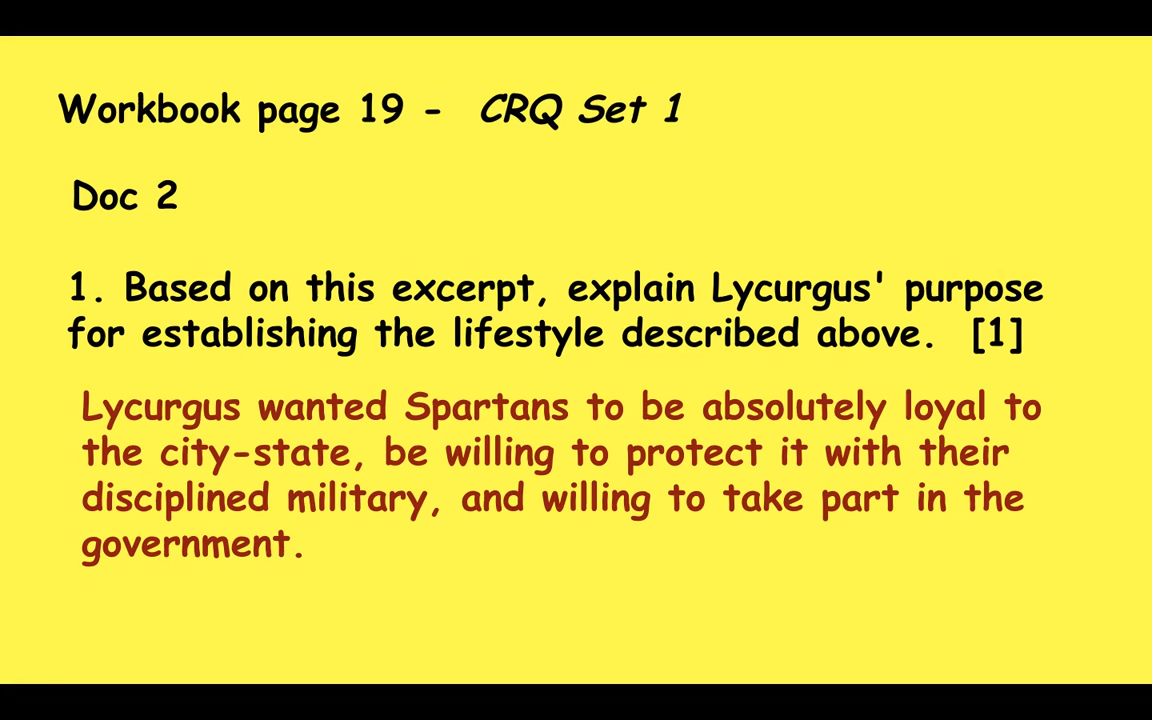 Workbook page 19 - CRQ Set 1
Doc 2
1. Based on this excerpt, explain Lycurgus' purpose
for establishing the lifestyle described above. [1]
Lycurgus wanted Spartans to be absolutely loyal to
the city-state, be willing to protect it with their
disciplined military, and willing to take part in the
government.